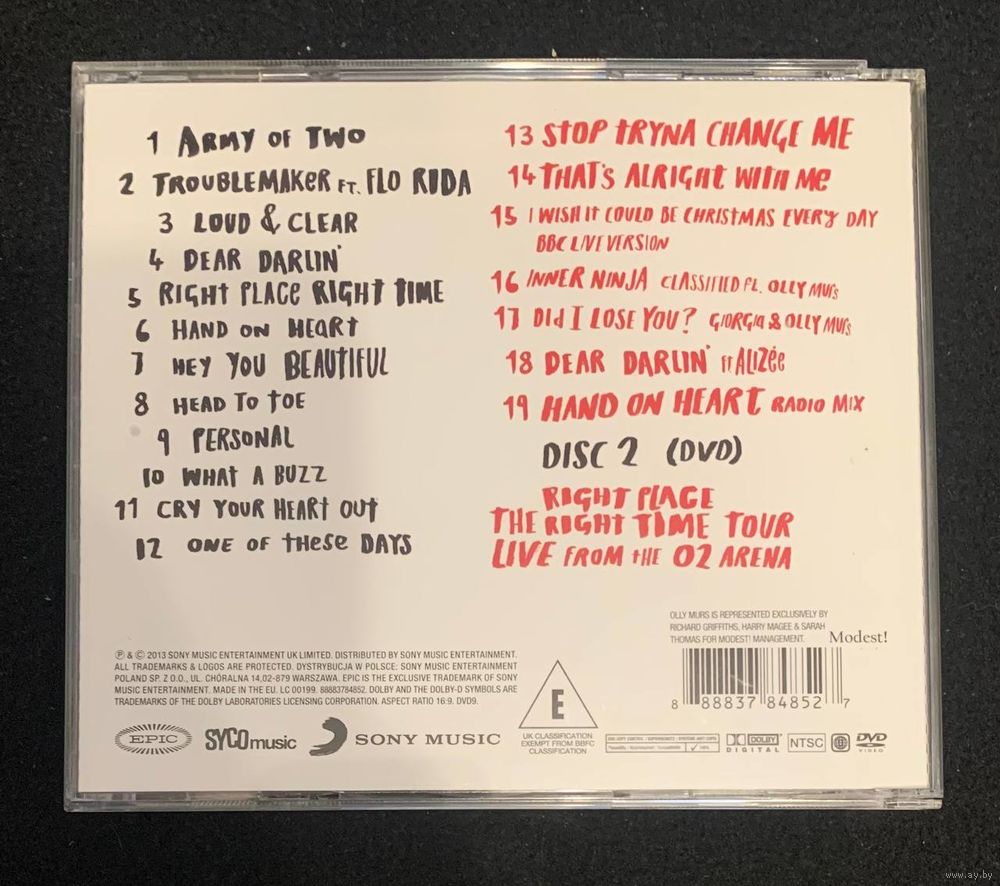 1 ARMY OF TWO
2 TROUBLEMAKER FT. FLO RIDA
3 LOUD & CLEAR
4 DEAR DARLIN'
5 RIGHT PLACE RIGHT TIME
6 HAND ON HEART
7 HEY YOU BEAUTIFUL
8 HEAD TO TOE
9 PERSONAL
10 WHAT A BUZZ
11 CRY YOUR HEART OUT
12 ONE OF THESE DAYS
13 STOP TRYNA CHANGE ME
14 THAT'S ALRIGHT WITH ME
15 I WISH IT COULD BE CHRISTMAS EVERY DAY
BBC LIVE VERSION
16 INNER NINJA CLASSIFIED FT. OLLY MURS
17 DID I LOSE YOU? GIORGIA & OLLY MURS
18 DEAR DARLIN' FT ALIZÉE
19 HAND ON HEART RADIO MIX
DISC 2 (DVD)
RIGHT PLACE
THE RIGHT TIME TOUR
LIVE FROM THE O2 ARENA
OLLY MURS IS REPRESENTED EXCLUSIVELY BY
RICHARD GRIFFITHS, HARRY MAGEE & SARAH
THOMAS FOR MODEST! MANAGEMENT.
Modest!
8 88837 84852 7
℗ & © 2013 SONY MUSIC ENTERTAINMENT UK LIMITED. DISTRIBUTED BY SONY MUSIC ENTERTAINMENT.
ALL TRADEMARKS & LOGOS ARE PROTECTED. DYSTRYBUCJA W POLSCE: SONY MUSIC ENTERTAINMENT
POLAND SP. Z O.O., UL. CHÓRALNA 14,02-879 WARSZAWA. EPIC IS THE EXCLUSIVE TRADEMARK OF SONY
MUSIC ENTERTAINMENT. MADE IN THE EU. LC 00199. 88883784852. DOLBY AND THE DOLBY-D SYMBOLS ARE
TRADEMARKS OF THE DOLBY LABORATORIES LICENSING CORPORATION. ASPECT RATIO 16:9. DVD9.
EPIC
SYCOmusic
SONY MUSIC
E
UK CLASSIFICATION
EXEMPT FROM BBFC
CLASSIFICATION
DOLBY
DIGITAL
NTSC
DVD
VIDEO
www.ay.by